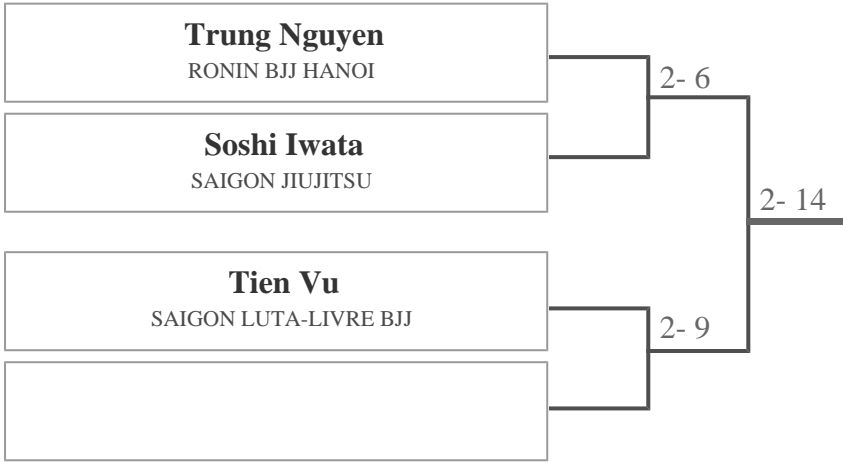 Trung Nguyen
RONIN BJJ HANOI
2- 6
Soshi Iwata
SAIGON JIUJITSU
2- 14
Tien Vu
SAIGON LUTA-LIVRE BJJ
2- 9